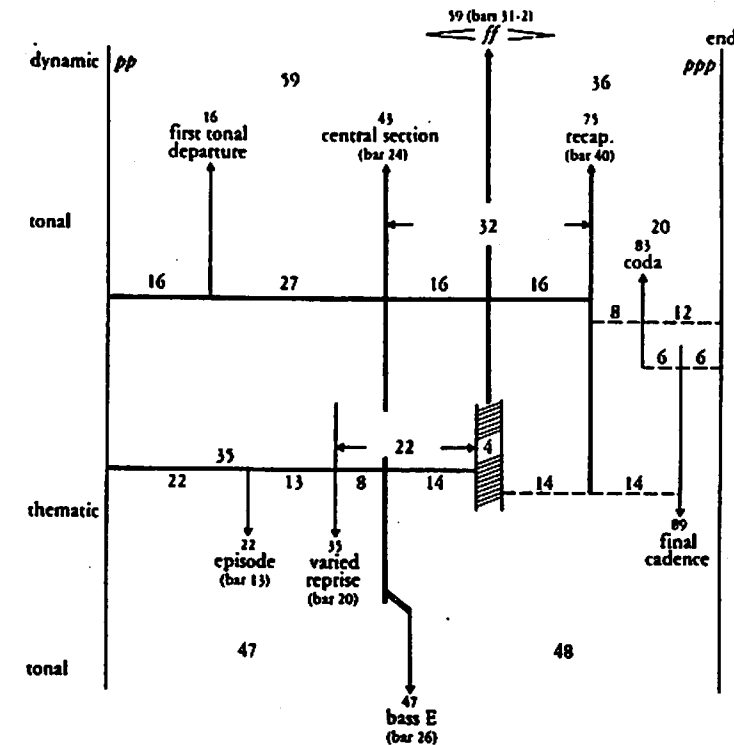 59 (bars 31-2)
ff
end
dynamic pp
ppp
59
36
16
first tonal
departure
43
central section
(bar 24)
75
recap.
(bar 40)
tonal
32
20
83
coda
16 27 16 16
8 12
6 6
22 4
35
22 13 8 14
14 14
thematic
22
episode
(bar 13)
35
varied
reprise
(bar 20)
89
final
cadence
47 48
tonal
47
bass E
(bar 26)